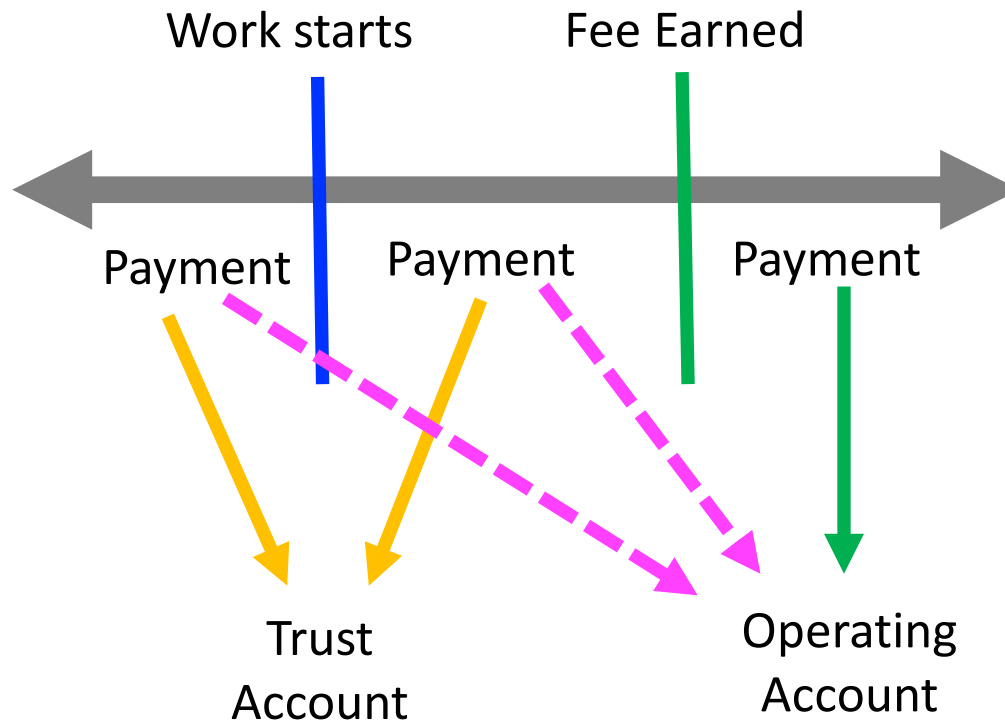 Work starts
Fee Earned
Payment
Payment
Payment
Trust
Account
Operating
Account